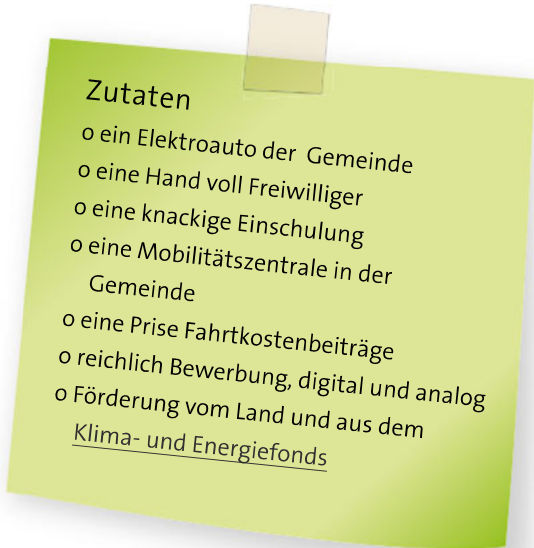 Zutaten
o ein Elektroauto der Gemeinde
o eine Hand voll Freiwilliger
o eine knackige Einschulung
o eine Mobilitätszentrale in der
Gemeinde
o eine Prise Fahrtkostenbeiträge
o reichlich Bewerbung, digital und analog
o Förderung vom Land und aus dem
Klima- und Energiefonds